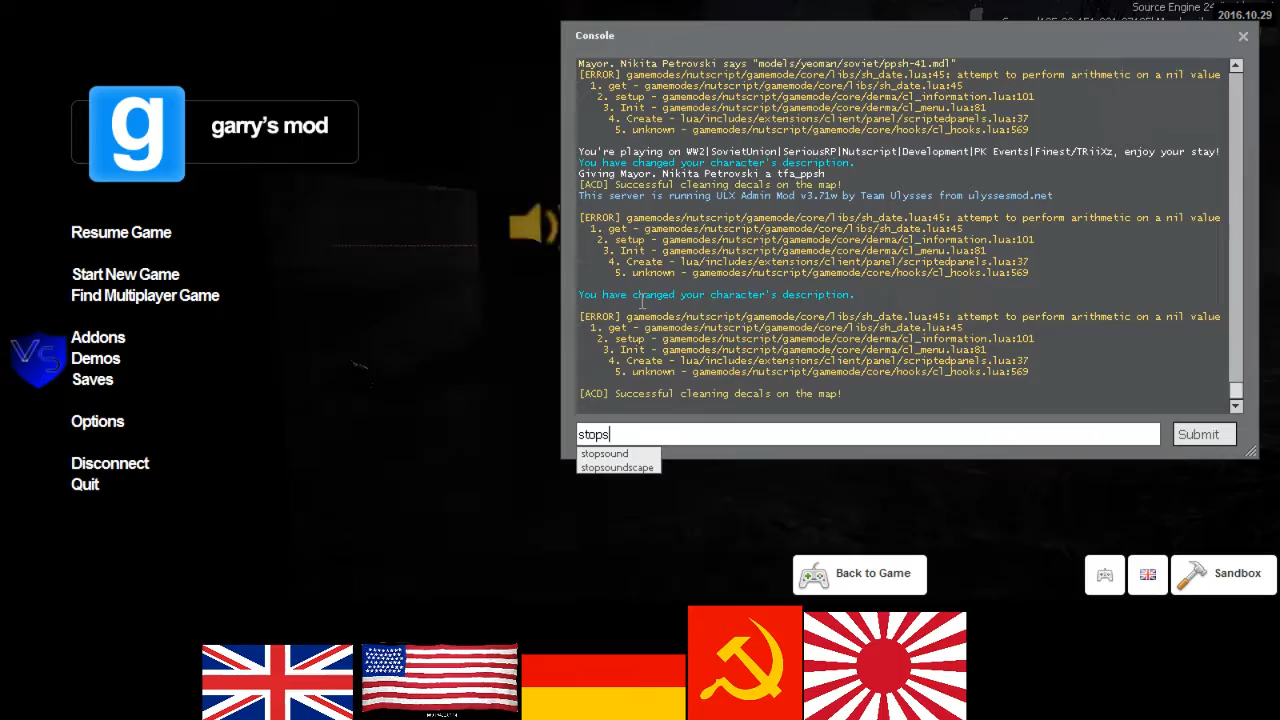 Source Engine 24
2016.10.29
g
garry's mod
Resume Game
Start New Game
Find Multiplayer Game
VS
Addons
Demos
Saves
Options
Disconnect
Quit
Console
Mayor. Nikita Petrovski says "models/yeoman/soviet/ppsh-41.mdl"
[ERROR] gamemodes/nutscript/gamemode/core/libs/sh_date.lua:45: attempt to perform arithmetic on a nil value
1. get - gamemodes/nutscript/gamemode/core/libs/sh_date.lua:45
2. setup - gamemodes/nutscript/gamemode/core/derma/cl_information.lua:101
3. Init - gamemodes/nutscript/gamemode/core/derma/cl_menu.lua:81
4. Create - lua/includes/extensions/client/panel/scriptedpanels.lua:37
5. unknown - gamemodes/nutscript/gamemode/core/hooks/cl_hooks.lua:569
You're playing on WW2|SovietUnion|SeriousRP|Nutscript|Development|PK Events|Finest/TRiiXz, enjoy your stay!
You have changed your character's description.
Giving Mayor. Nikita Petrovski a tfa_ppsh
[ACD] Successful cleaning decals on the map!
This server is running ULX Admin Mod v3.71w by Team Ulysses from ulyssesmod.net
[ERROR] gamemodes/nutscript/gamemode/core/libs/sh_date.lua:45: attempt to perform arithmetic on a nil value
1. get - gamemodes/nutscript/gamemode/core/libs/sh_date.lua:45
2. setup - gamemodes/nutscript/gamemode/core/derma/cl_information.lua:101
3. Init - gamemodes/nutscript/gamemode/core/derma/cl_menu.lua:81
4. Create - lua/includes/extensions/client/panel/scriptedpanels.lua:37
5. unknown - gamemodes/nutscript/gamemode/core/hooks/cl_hooks.lua:569
You have changed your character's description.
[ERROR] gamemodes/nutscript/gamemode/core/libs/sh_date.lua:45: attempt to perform arithmetic on a nil value
1. get - gamemodes/nutscript/gamemode/core/libs/sh_date.lua:45
2. setup - gamemodes/nutscript/gamemode/core/derma/cl_information.lua:101
3. Init - gamemodes/nutscript/gamemode/core/derma/cl_menu.lua:81
4. Create - lua/includes/extensions/client/panel/scriptedpanels.lua:37
5. unknown - gamemodes/nutscript/gamemode/core/hooks/cl_hooks.lua:569
[ACD] Successful cleaning decals on the map!
stops
Submit
stopsound
stopsoundscape
Back to Game
Sandbox